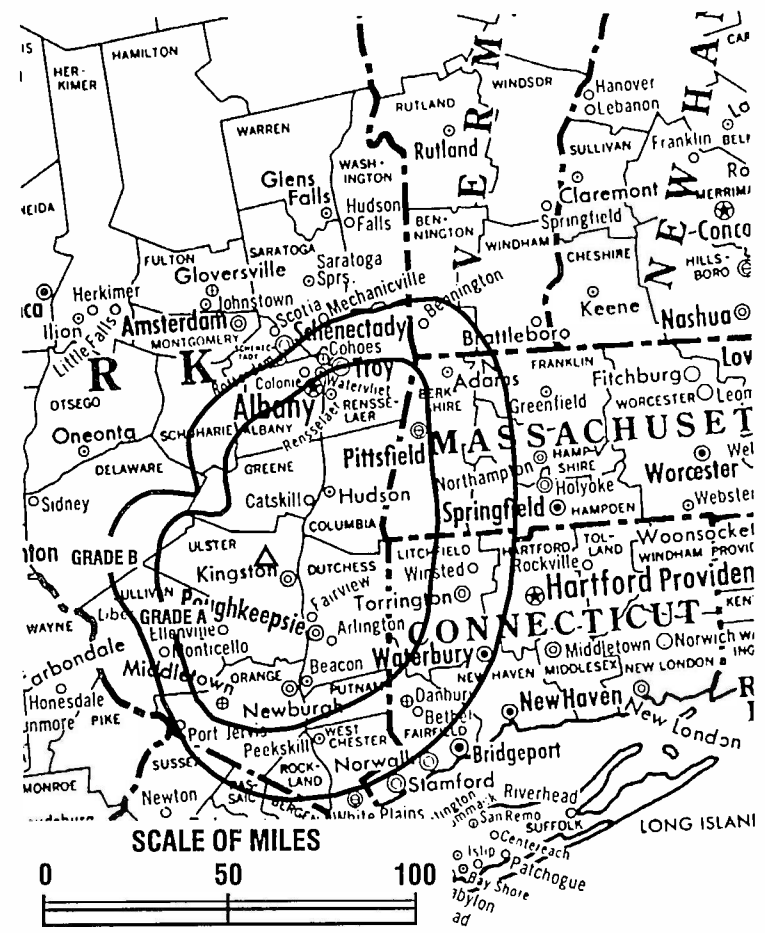 HAMILTON
HER-
KIMER
WINDSOR
Hanover
Lebanon
RUTLAND
WARREN
Rutland
WASH-
INGTON
SULLIVAN
Franklin
Glens
Falls
Claremont
Hudson
Falls
BEN-
NINGTON
Springfield
WINDHAM
CHESHIRE
HILLS-
BORO
FULTON
SARATOGA
Gloversville
Saratoga
Sprs.
Herkimer
Johnstown
Scotia
Mechanicville
Bennington
Keene
Nashua
Ilion
Little Falls
Amsterdam
MONTGOMERY
Schenectady
SCHENEC-
TADY
Brattleboro
Cohoes
Troy
Colonie
Watervliet
FRANKLIN
Fitchburg
Adams
BERK-
HIRE
R K
VERM
NEW HA
OTSEGO
Albany
RENSSE-
LAER
Rensselaer
Greenfield
WORCESTER
Oneonta
SCHOHARIE
ALBANY
MASSACHUSET
Pittsfield
DELAWARE
GREENE
Northampton
HAMP-
SHIRE
Holyoke
Worcester
Sidney
Catskill
Hudson
COLUMBIA
Springfield
HAMPDEN
Webster
GRADE B
ULSTER
Kingston
DUTCHESS
LITCHFIELD
Winsted
HARTFORD
Rockville
TOL-
LAND
Woonsocket
WINDHAM
Hartford
Providen
SULLIVAN
GRADE A
Poughkeepsie
Fairview
Torrington
WAYNE
Ellenville
Monticello
Arlington
CONNECTICUT
Middletown
ORANGE
Beacon
Waterbury
NEW HAVEN
Middletown
MIDDLESEX
Norwich
NEW LONDON
Honesdale
PIKE
Newburgh
PUTNAM
Danbury
Bethel
New Haven
New London
Port Jervis
Peekskill
WEST
CHESTER
FAIRFIELD
Bridgeport
SUSSEX
ROCK-
LAND
Norwalk
Stamford
MONROE
Newton
White Plains
Riverhead
San Remo
SUFFOLK
LONG ISLAN
Centereach
Islip
Patchogue
Bay Shore
SCALE OF MILES
0 50 100